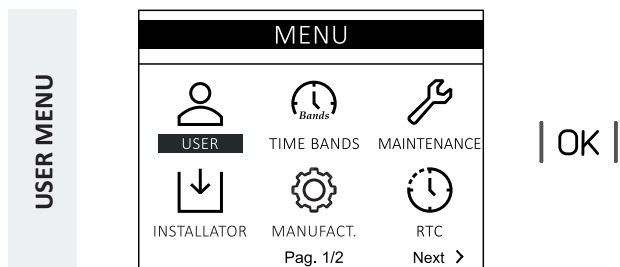 USER MENU
MENU
Bands
USER TIME BANDS MAINTENANCE
INSTALLATOR MANUFACT. RTC
Pag. 1/2 Next >
| OK |